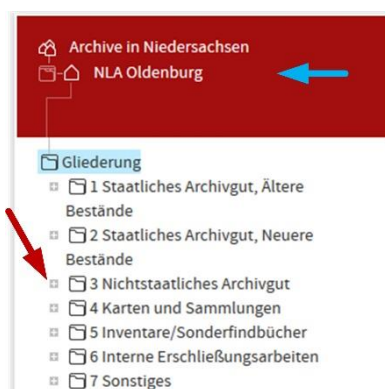 Archive in Niedersachsen
NLA Oldenburg
Gliederung
1 Staatliches Archivgut, Ältere
Bestände
2 Staatliches Archivgut, Neuere
Bestände
3 Nichtstaatliches Archivgut
4 Karten und Sammlungen
5 Inventare/Sonderfindbücher
6 Interne Erschließungsarbeiten
7 Sonstiges